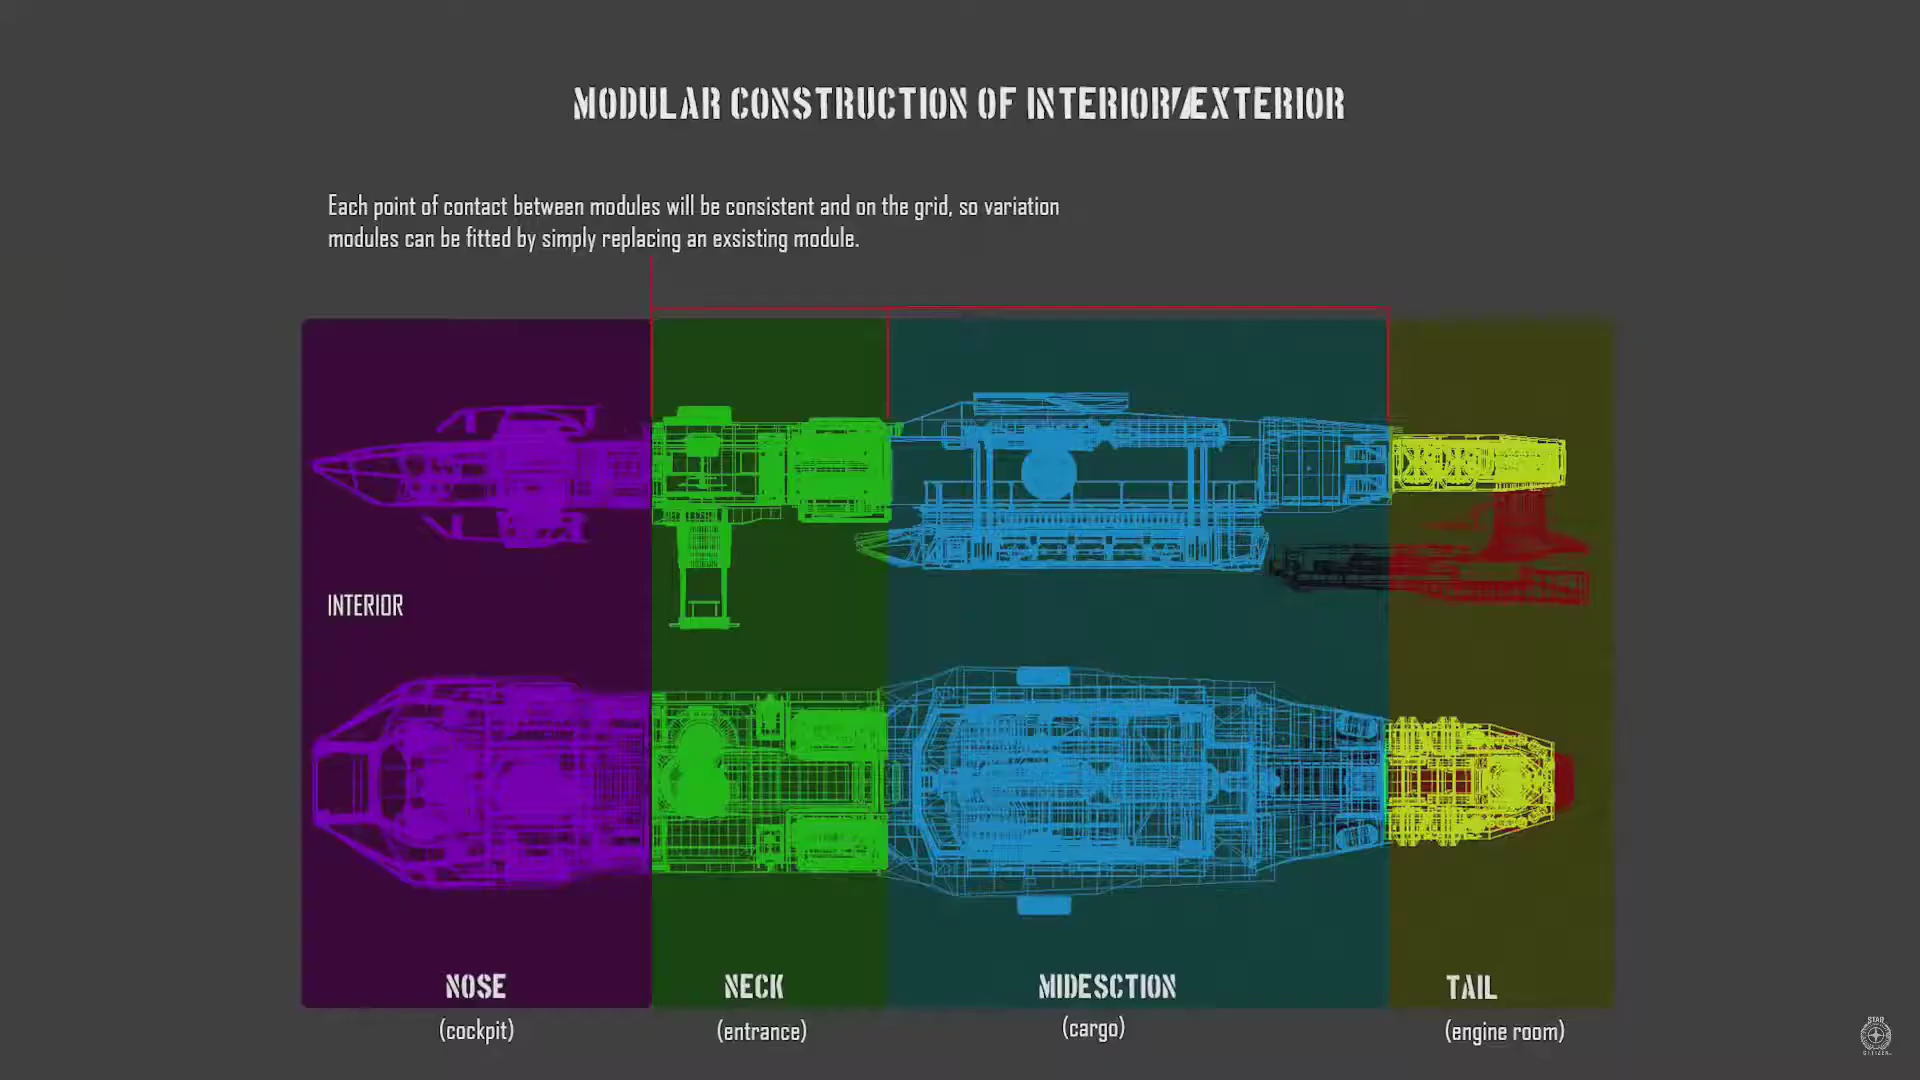 MODULAR CONSTRUCTION OF INTERIOR/EXTERIOR
Each point of contact between modules will be consistent and on the grid, so variation
modules can be fitted by simply replacing an exsisting module.
INTERIOR
NOSE
(cockpit)
NECK
(entrance)
MIDESCTION
(cargo)
TAIL
(engine room)
STAR
CITIZEN